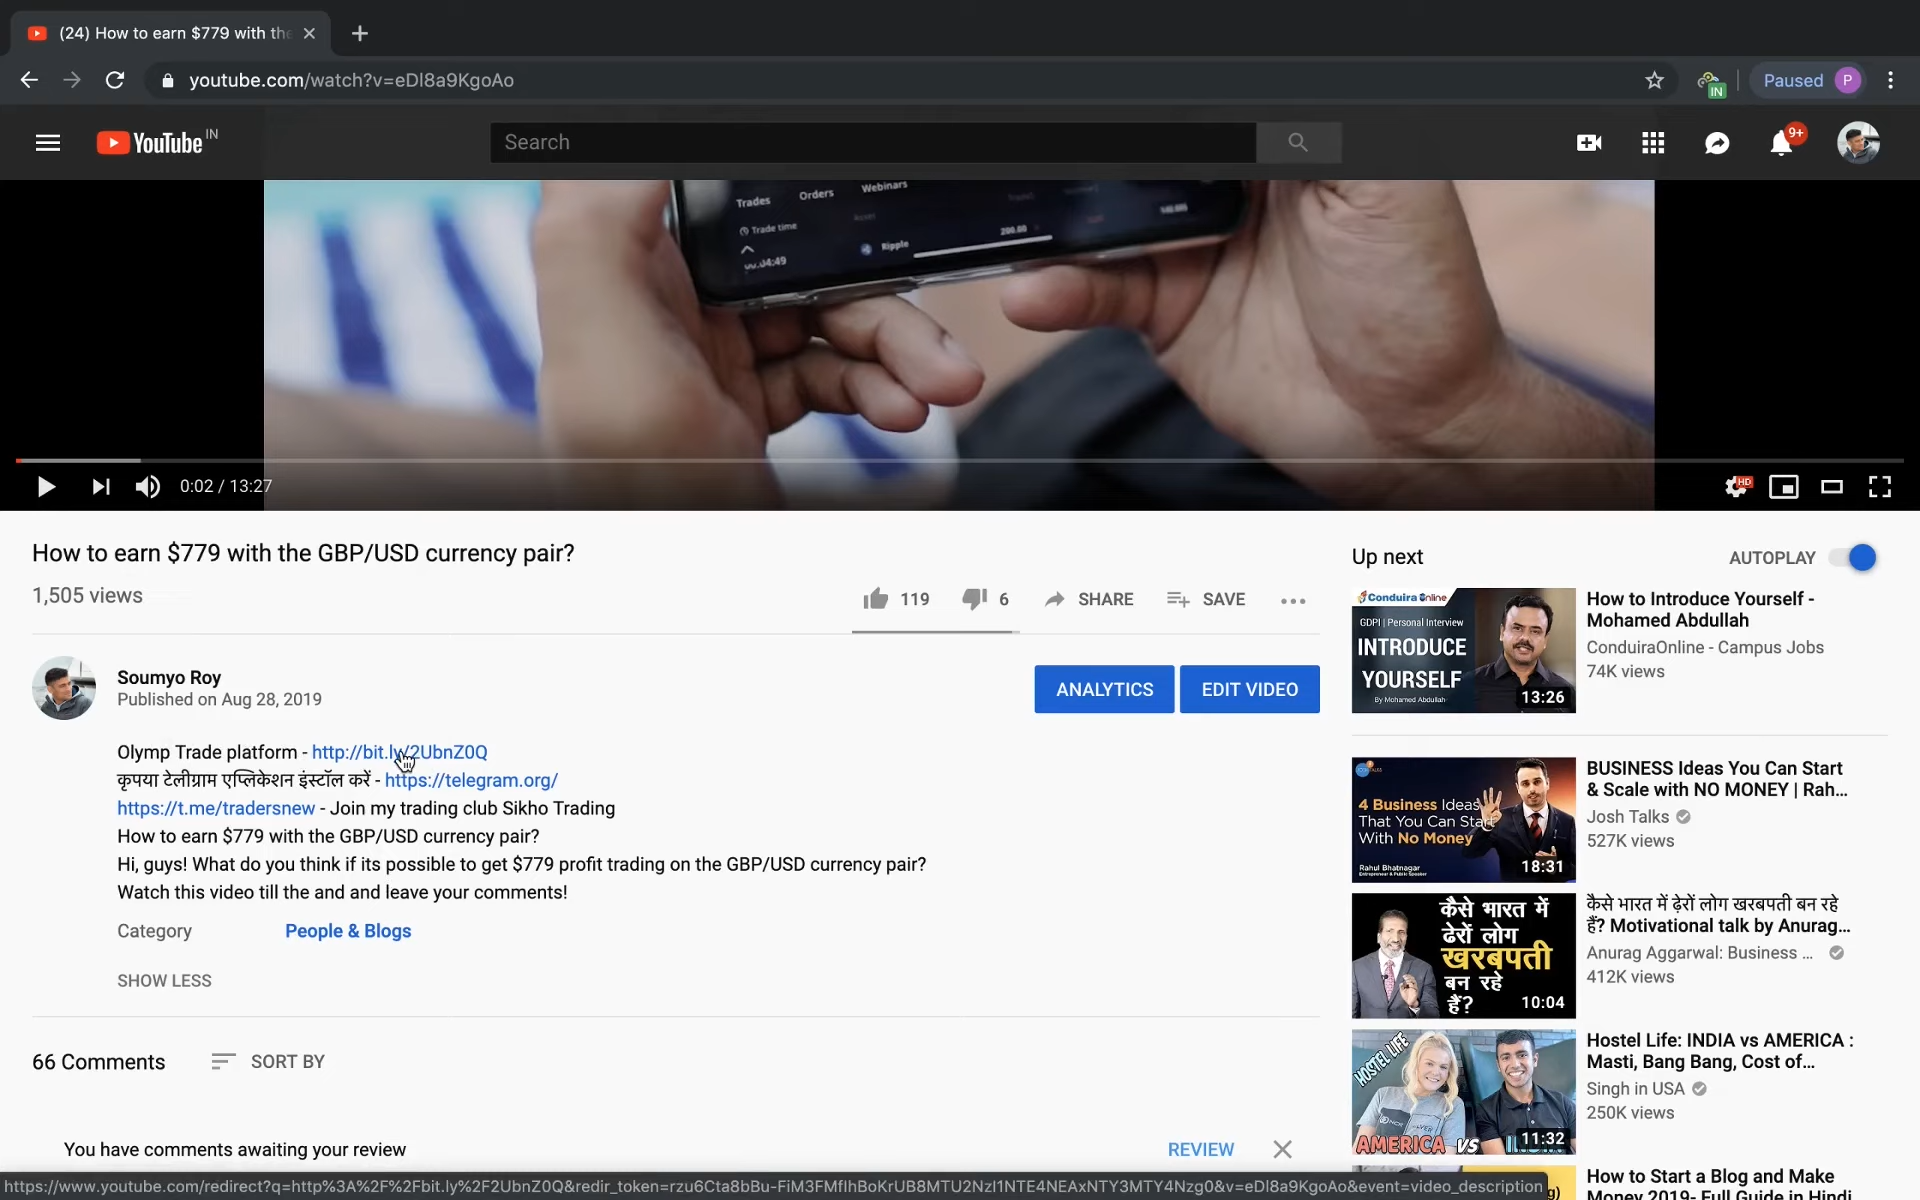 (24) How to earn $779 with the
youtube.com/watch?v=eDl8a9KgoAo
IN
Paused
P
YouTube IN
Search
9+
Trades
Orders
Webinars
Trade time
Ripple
200.00
0:02 / 13:27
HD
How to earn $779 with the GBP/USD currency pair?
1,505 views
119
6
SHARE
SAVE
Soumyo Roy
Published on Aug 28, 2019
ANALYTICS
EDIT VIDEO
Olymp Trade platform - http://bit.ly/2UbnZ0Q
कृपया टेलीग्राम एप्लिकेशन इंस्टॉल करें - https://telegram.org/
https://t.me/tradersnew - Join my trading club Sikho Trading
How to earn $779 with the GBP/USD currency pair?
Hi, guys! What do you think if its possible to get $779 profit trading on the GBP/USD currency pair?
Watch this video till the and and leave your comments!
Category
People & Blogs
SHOW LESS
66 Comments
SORT BY
You have comments awaiting your review
REVIEW
Up next
AUTOPLAY
Conduira Online
GDPI | Personal Interview
INTRODUCE
YOURSELF
By Mohamed Abdullah
13:26
How to Introduce Yourself -
Mohamed Abdullah
ConduiraOnline - Campus Jobs
74K views
4 Business Ideas
That You Can Start
With No Money
Rahul Bhatnagar
Entrepreneur & Public Speaker
18:31
BUSINESS Ideas You Can Start
& Scale with NO MONEY | Rah...
Josh Talks
527K views
कैसे भारत में
ढेरों लोग
खरबपती
बन रहे
हैं?
10:04
कैसे भारत में ढ़ेरों लोग खरबपती बन रहे
हैं? Motivational talk by Anurag...
Anurag Aggarwal: Business ...
412K views
HOSTEL LIFE
AMERICA VS
11:32
Hostel Life: INDIA vs AMERICA :
Masti, Bang Bang, Cost of...
Singh in USA
250K views
How to Start a Blog and Make
Money 2019- Full Guide in Hindi
https://www.youtube.com/redirect?q=http%3A%2F%2Fbit.ly%2F2UbnZ0Q&redir_token=rzu6Cta8bBu-FiM3FMflhBoKrUB8MTU2NzI1NTE4NEAxNTY3MTY4Nzg0&v=eDl8a9KgoAo&event=video_description